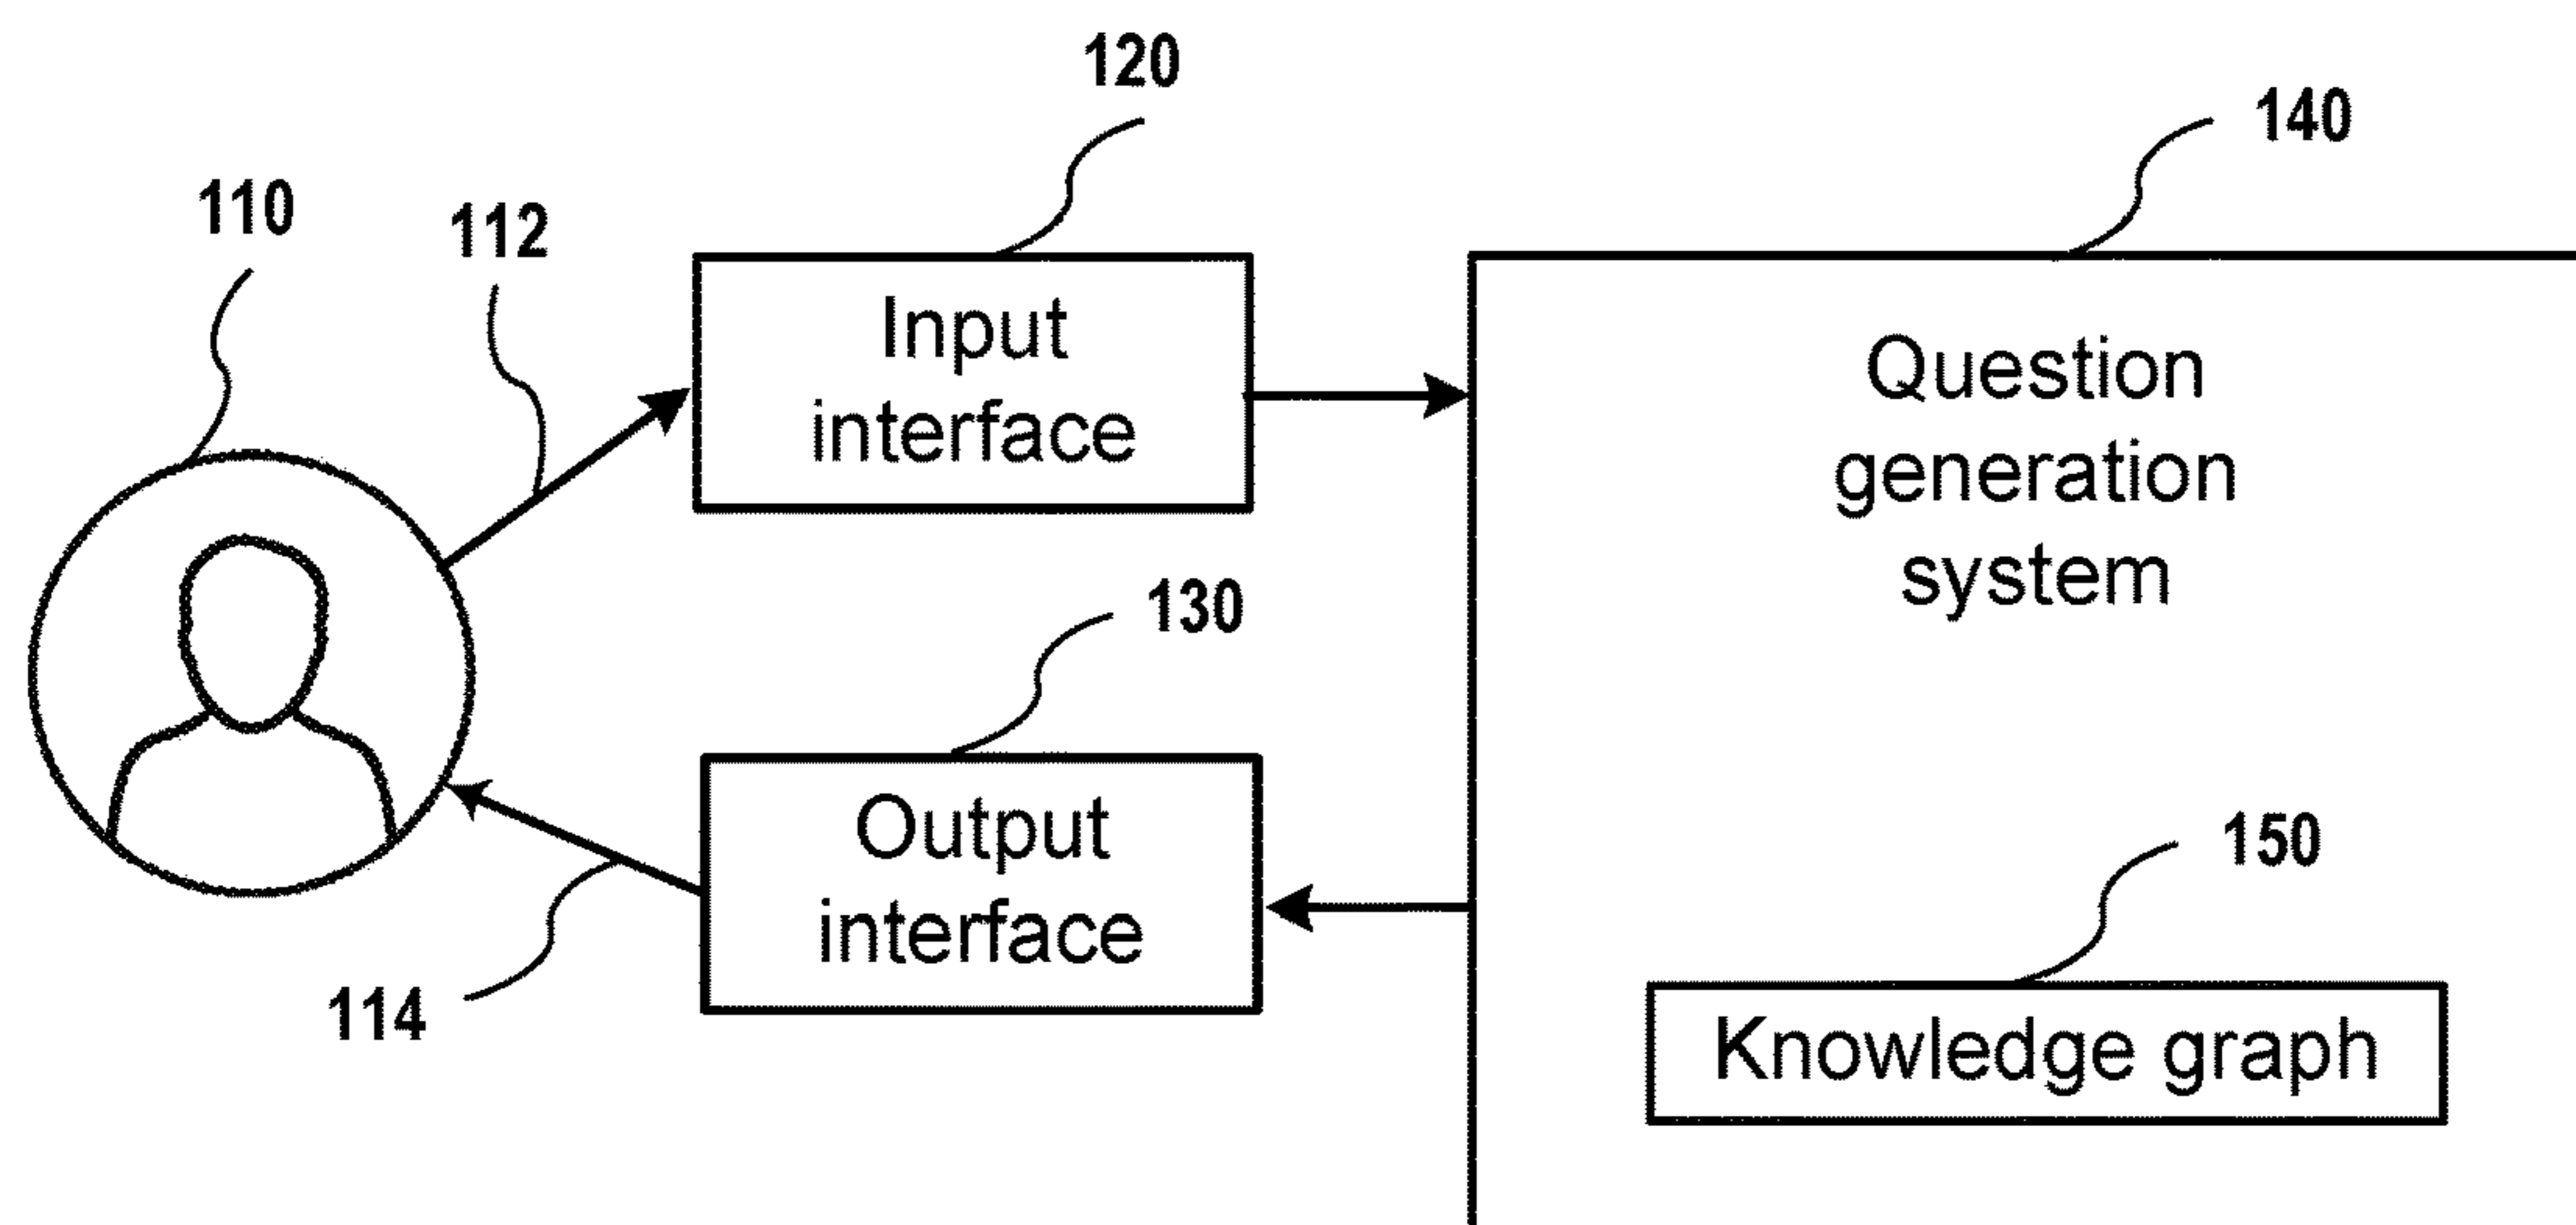 120
140
110
112
Input
interface
Question
generation
system
130
Output
interface
150
114
Knowledge graph